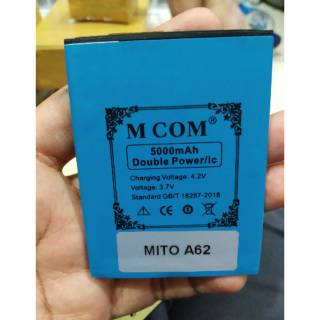 M COM®
5000mAh
Double Power/ic
Charging Voltage: 4.2V
Voltage: 3.7V
Standard GB/T 18287-2018
MITO A62